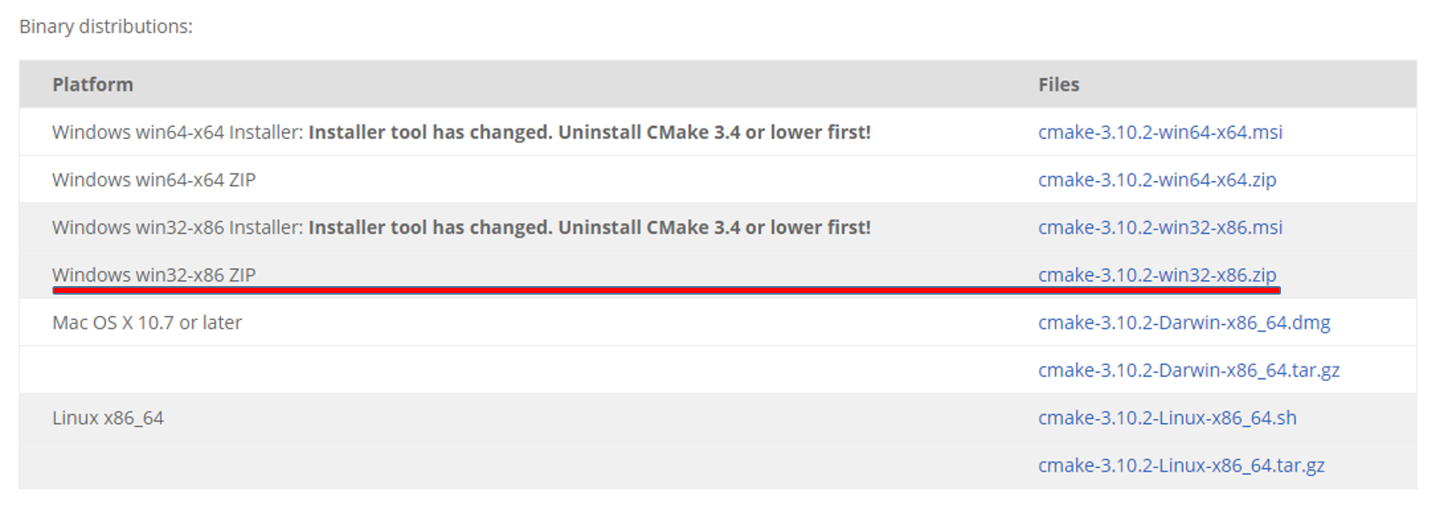 Binary distributions:
Platform Files
Windows win64-x64 Installer: Installer tool has changed. Uninstall CMake 3.4 or lower first! cmake-3.10.2-win64-x64.msi
Windows win64-x64 ZIP cmake-3.10.2-win64-x64.zip
Windows win32-x86 Installer: Installer tool has changed. Uninstall CMake 3.4 or lower first! cmake-3.10.2-win32-x86.msi
Windows win32-x86 ZIP cmake-3.10.2-win32-x86.zip
Mac OS X 10.7 or later cmake-3.10.2-Darwin-x86_64.dmg
cmake-3.10.2-Darwin-x86_64.tar.gz
Linux x86_64 cmake-3.10.2-Linux-x86_64.sh
cmake-3.10.2-Linux-x86_64.tar.gz